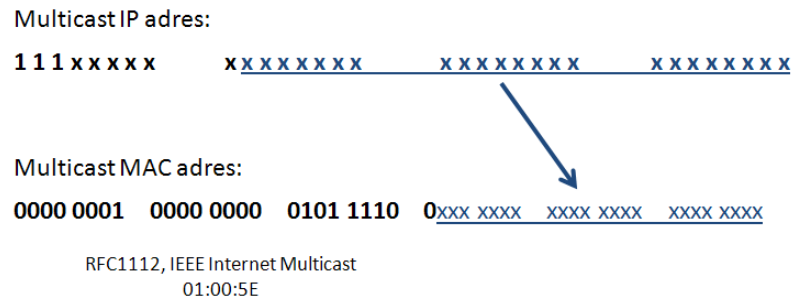 Multicast IP adres:
1 1 1 x x x x x x x x x x x x x x x x x x x x x x x x x x x x x
Multicast MAC adres:
0000 0001 0000 0000 0101 1110 0xxx xxxx xxxx xxxx xxxx xxxx
RFC1112, IEEE Internet Multicast
01:00:5E